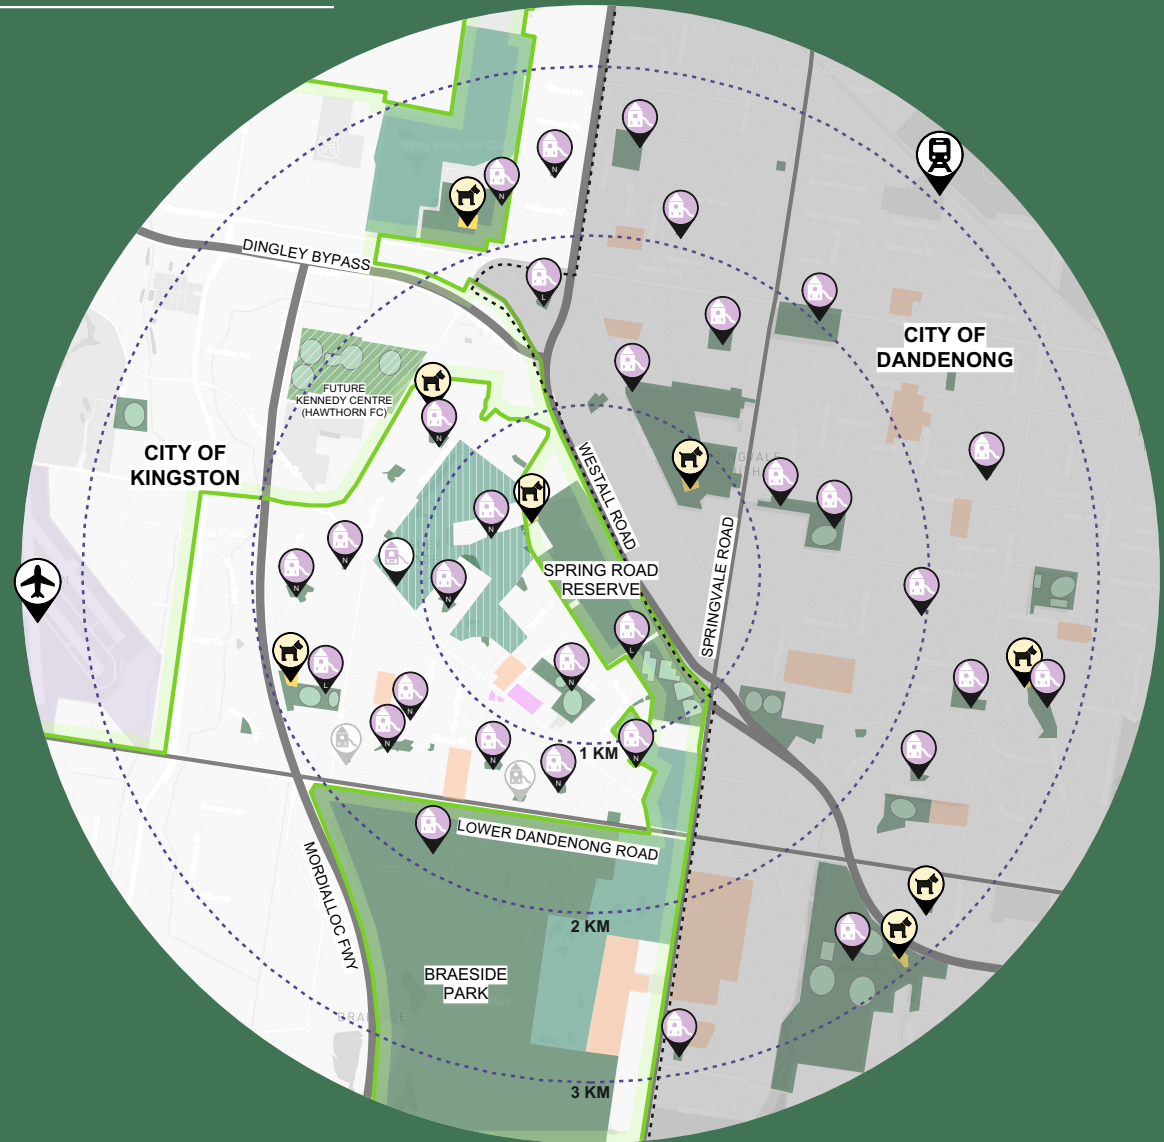 DINGLEY BYPASS
CITY OF
DANDENONG
FUTURE
KENNEDY CENTRE
(HAWTHORN FC)
CITY OF
KINGSTON
WESTALL ROAD
SPRINGVALE ROAD
SPRING ROAD
RESERVE
N
N
L
N
N
N
N
N
L
N
L
N
N
N
N
N
1 KM
LOWER DANDENONG ROAD
MORDIALLOC FWY
2 KM
BRAESIDE
PARK
3 KM